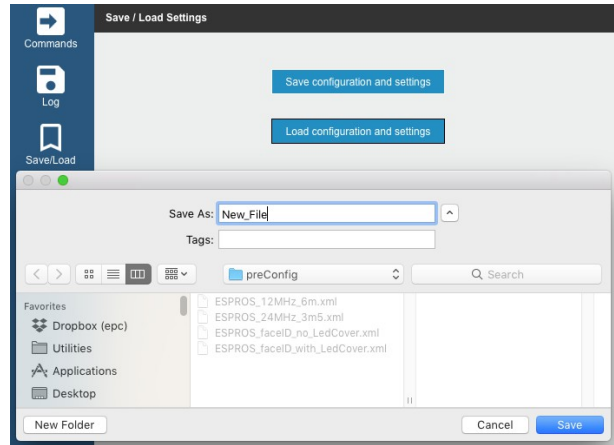 Save / Load Settings
Commands
Save configuration and settings
Log
Load configuration and settings
Save/Load
Save As: New_File
Tags:
preConfig
Search
Favorites
Dropbox (epc)
Utilities
Applications
Desktop
ESPROS_12MHz_6m.xml
ESPROS_24MHz_3m5.xml
ESPROS_faceID_no_LedCover.xml
ESPROS_faceID_with_LedCover.xml
New Folder
Cancel
Save